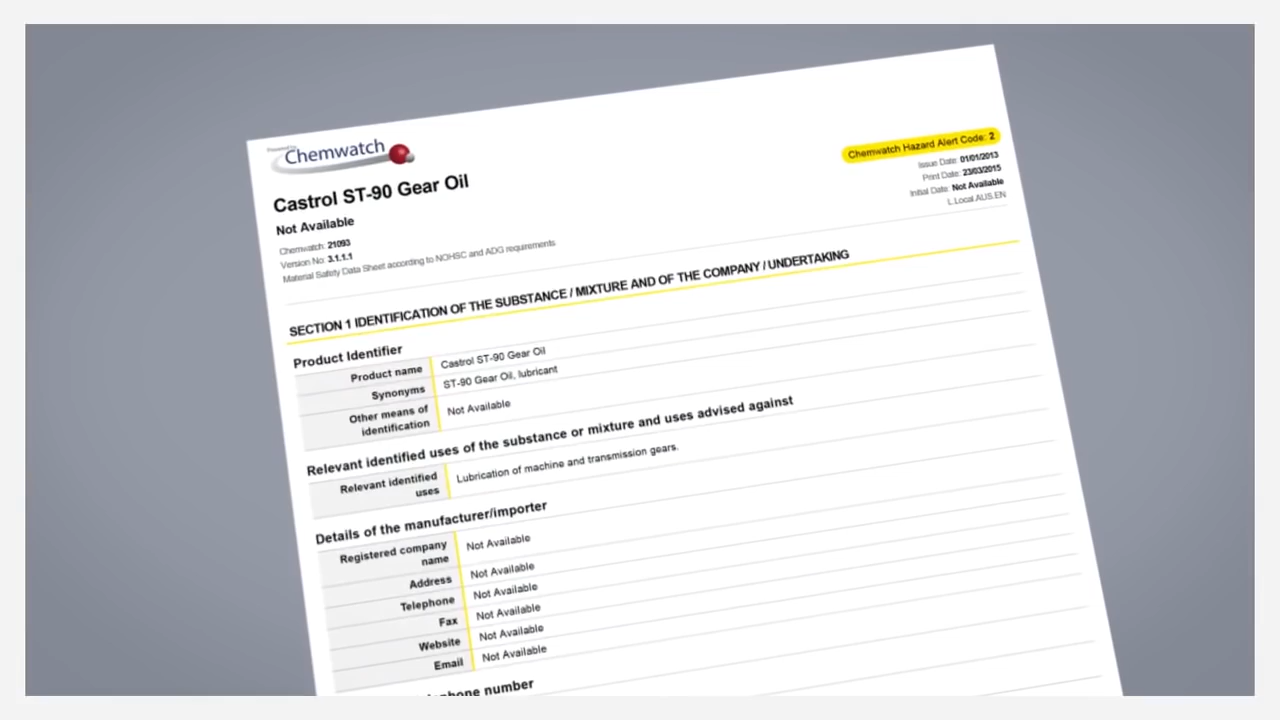 Powered by
Chemwatch
Chemwatch Hazard Alert Code: 2
Castrol ST-90 Gear Oil
Issue Date: 01/01/2013
Not Available
Print Date: 23/03/2015
Chemwatch: 21093
Initial Date: Not Available
Version No: 3.1.1.1
L.Local.AUS.EN
Material Safety Data Sheet according to NOHSC and ADG requirements
SECTION 1 IDENTIFICATION OF THE SUBSTANCE / MIXTURE AND OF THE COMPANY / UNDERTAKING
Product Identifier
Product name Castrol ST-90 Gear Oil
Synonyms ST-90 Gear Oil, lubricant
Other means of identification Not Available
Relevant identified uses of the substance or mixture and uses advised against
Relevant identified uses Lubrication of machine and transmission gears.
Details of the manufacturer/importer
Registered company name Not Available
Address Not Available
Telephone Not Available
Fax Not Available
Website Not Available
Email Not Available
number